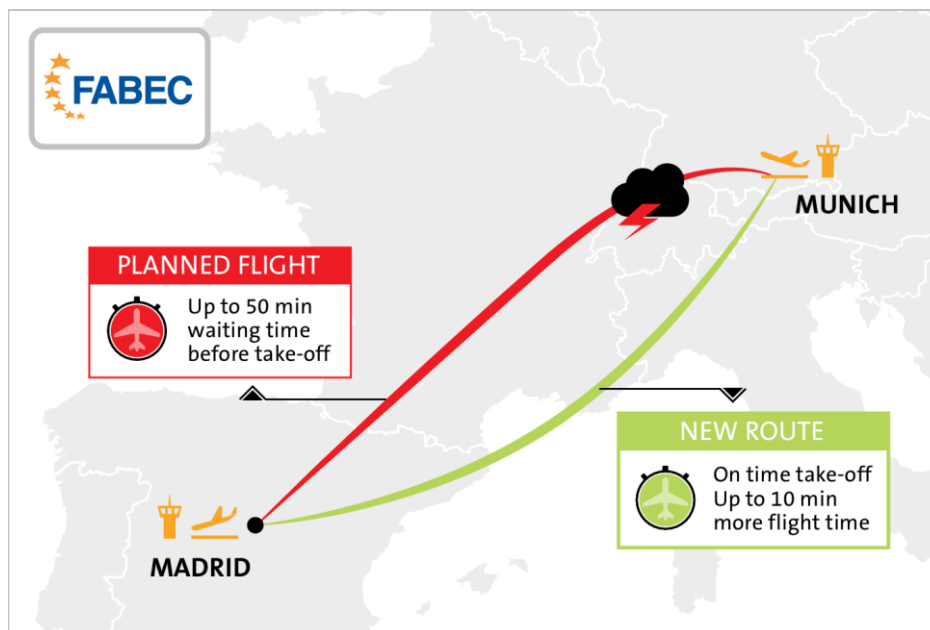 FABEC
MUNICH
PLANNED FLIGHT
Up to 50 min
waiting time
before take-off
NEW ROUTE
On time take-off
Up to 10 min
more flight time
MADRID